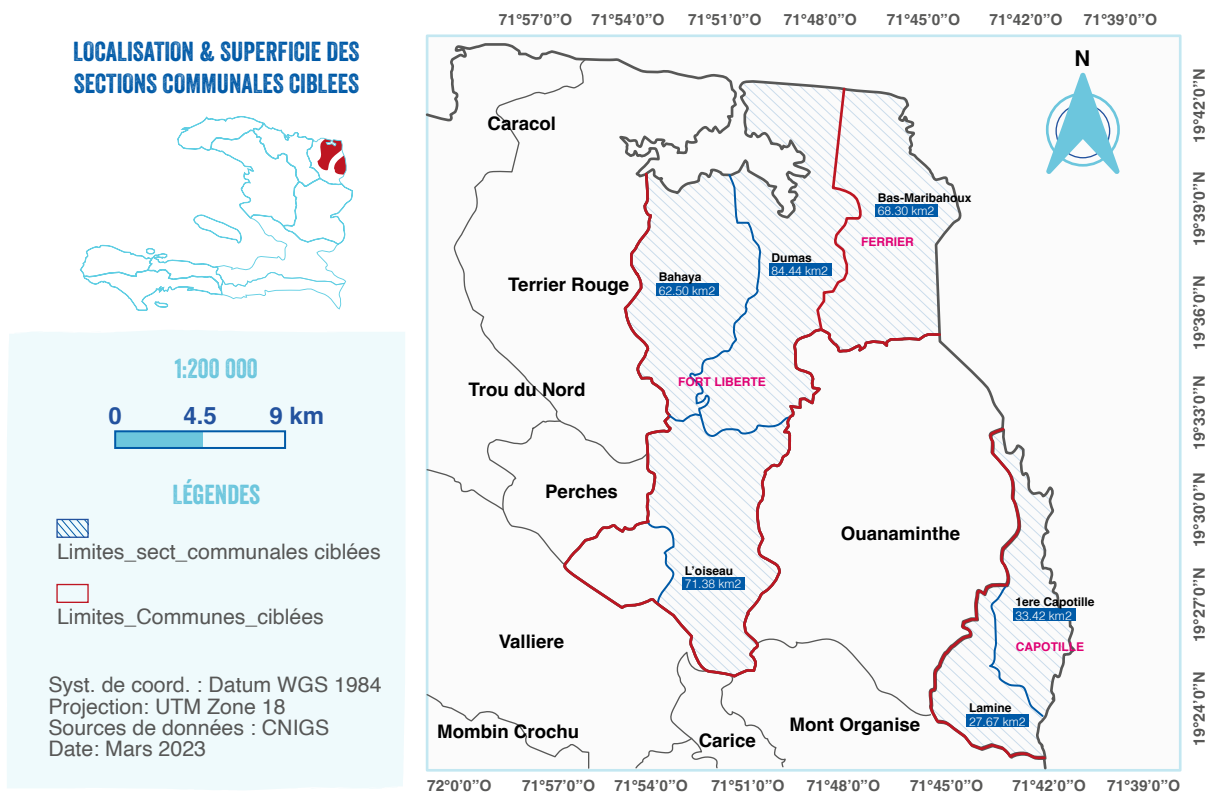 LOCALISATION & SUPERFICIE DES
SECTIONS COMMUNALES CIBLEES
1:200 000
0 4.5 9 km
LÉGENDES
Limites_sect_communales ciblées
Limites_Communes_ciblées
Syst. de coord. : Datum WGS 1984
Projection: UTM Zone 18
Sources de données : CNIGS
Date: Mars 2023
71°57'0"O 71°54'0"O 71°51'0"O 71°48'0"O 71°45'0"O 71°42'0"O 71°39'0"O
N
Caracol
Bas-Maribahoux
68.30 km2
FERRIER
Dumas
84.44 km2
Bahaya
62.50 km2
Terrier Rouge
FORT LIBERTE
Trou du Nord
Perches
Ouanaminthe
L'oiseau
71.38 km2
1ere Capotille
33.42 km2
CAPOTILLE
Valliere
Lamine
27.67 km2
Mont Organise
Mombin Crochu
Carice
19°42'0"N
19°39'0"N
19°36'0"N
19°33'0"N
19°30'0"N
19°27'0"N
19°24'0"N
72°0'0"O 71°57'0"O 71°54'0"O 71°51'0"O 71°48'0"O 71°45'0"O 71°42'0"O 71°39'0"O